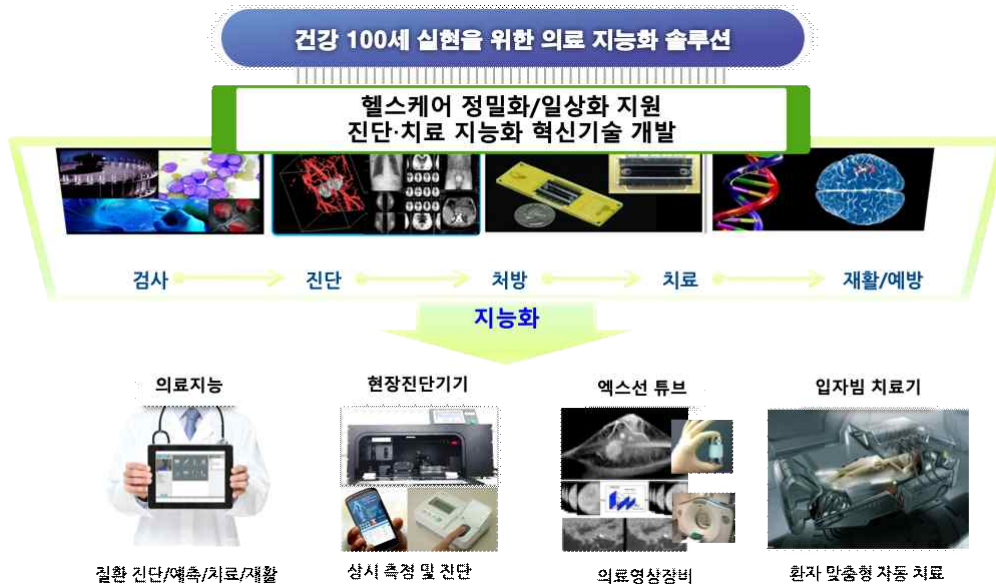 건강 100세 실현을 위한 의료 지능화 솔루션
헬스케어 정밀화/일상화 지원
진단·치료 지능화 혁신기술 개발
검사 진단 처방 치료 재활/예방
지능화
의료지능 현장진단기기 엑스선 튜브 입자빔 치료기
질환 진단/예측/치료/재활 상시 측정 및 진단 의료영상장비 환자 맞춤형 자동 치료